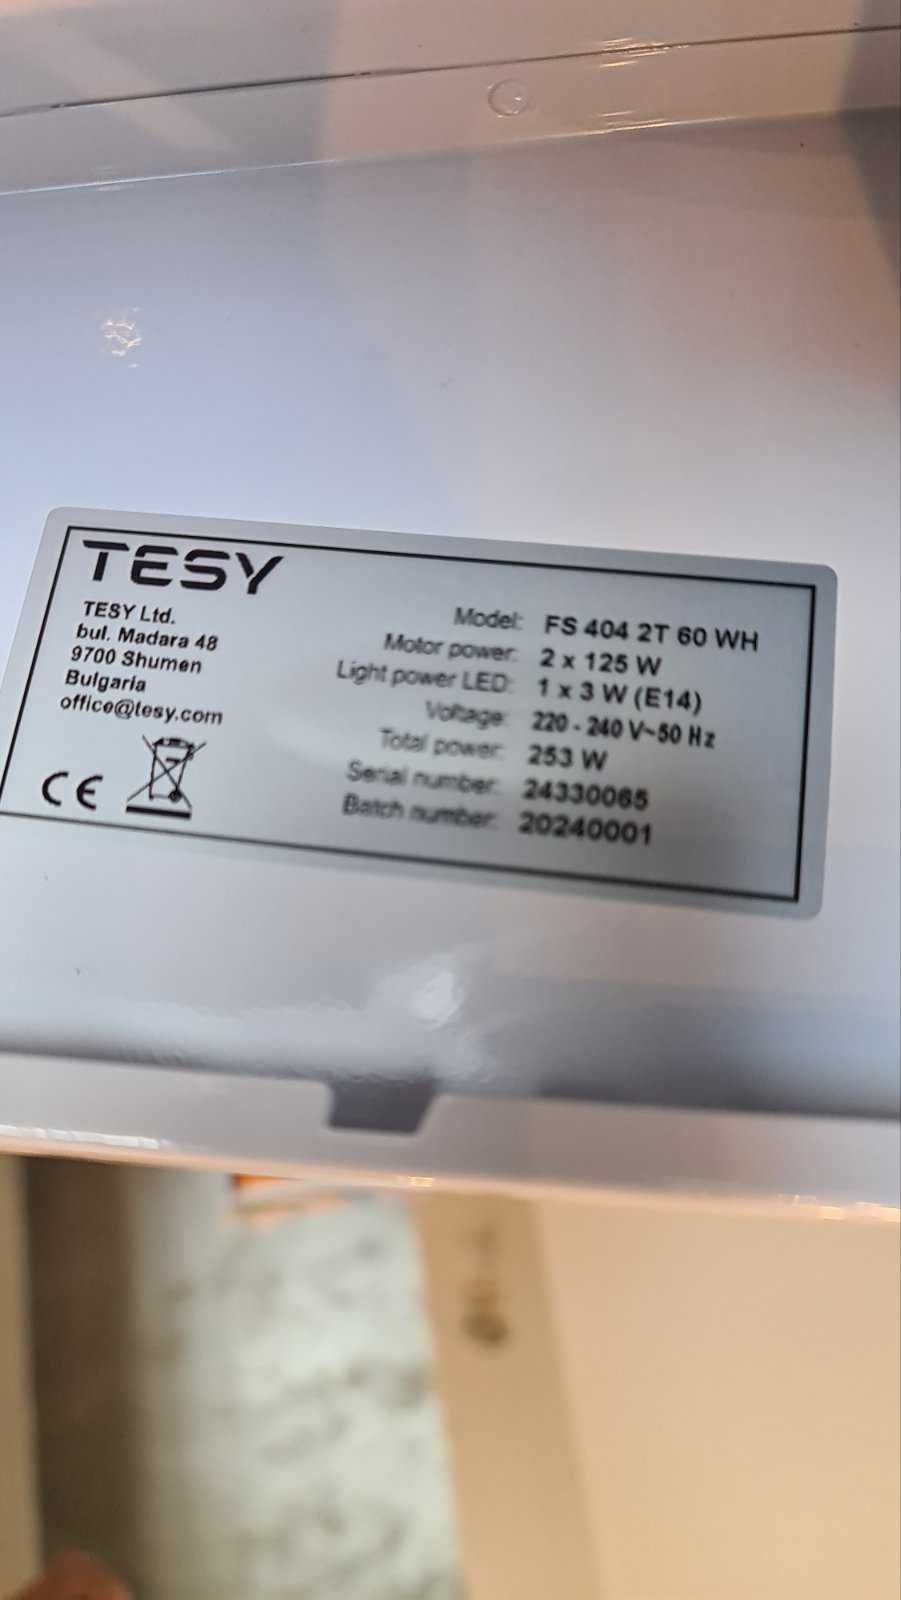 TESY
TESY Ltd.
bul. Madara 48
9700 Shumen
Bulgaria
office@tesy.com
CE
Model: FS 404 2T 60 WH
Motor power: 2 x 125 W
Light power LED: 1 x 3 W (E14)
Voltage: 220 - 240 V~50 Hz
Total power: 253 W
Serial number: 24330065
Batch number: 20240001